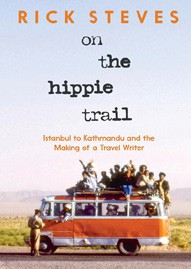 RICK STEVES
on
the
hippie
trail
Istanbul to Kathmandu and the
Making of a Travel Writer